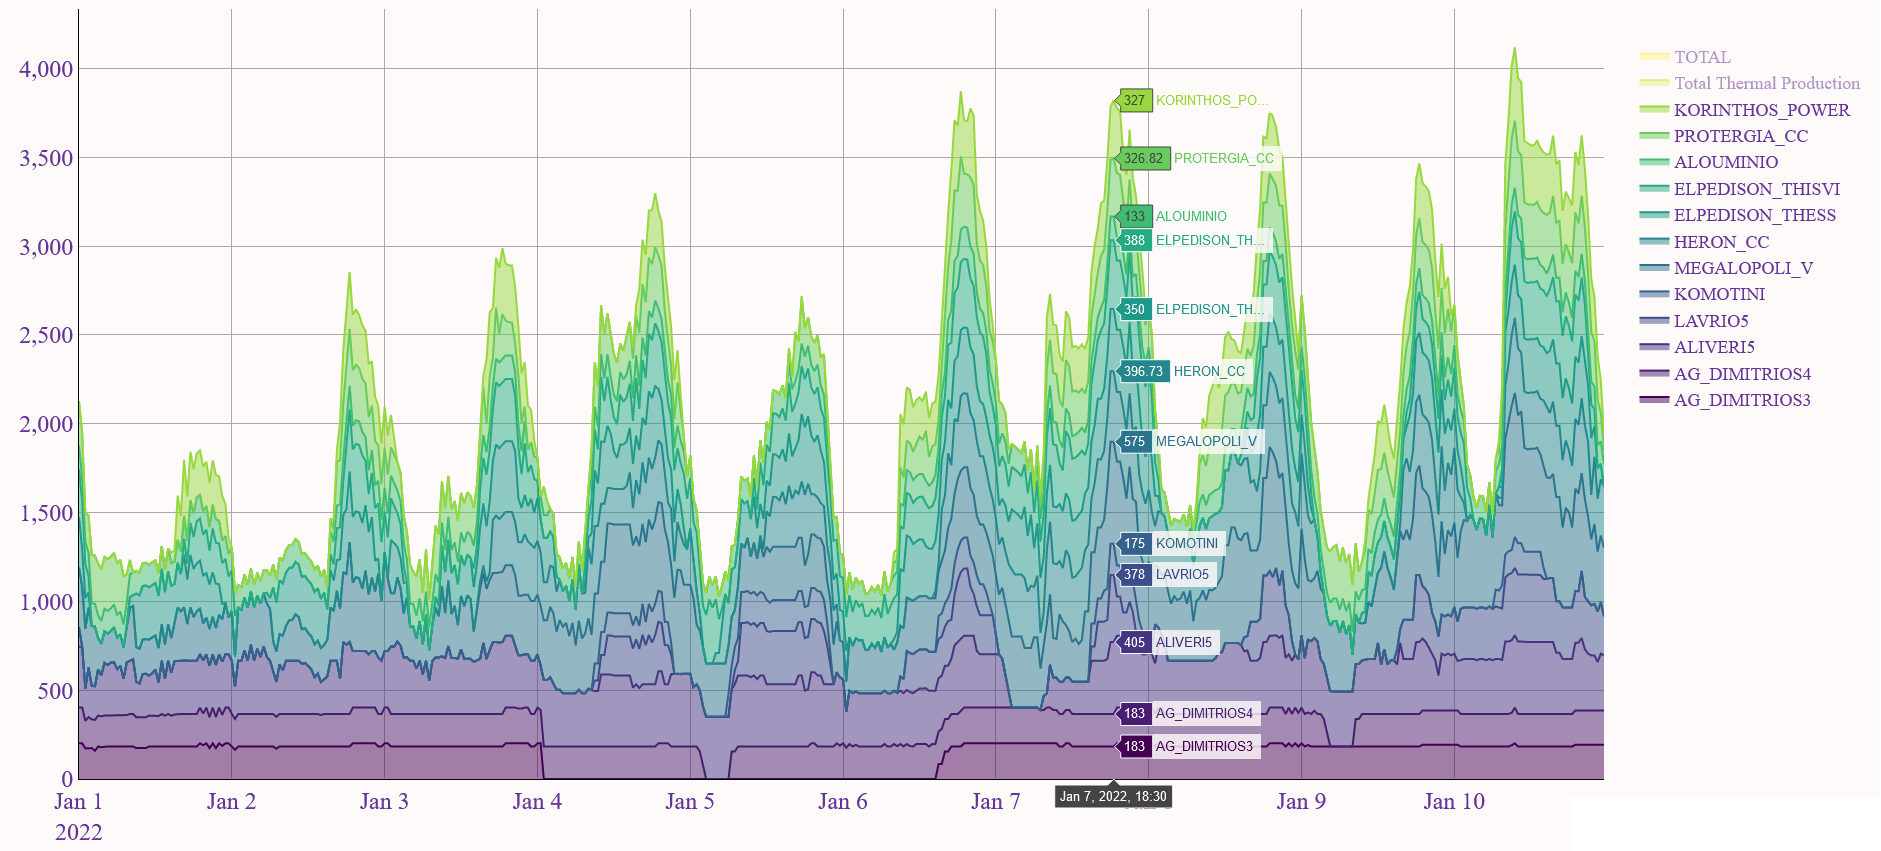 4,000
3,500
3,000
2,500
2,000
1,500
1,000
500
0
Jan 1
2022
Jan 2
Jan 3
Jan 4
Jan 5
Jan 6
Jan 7
Jan 9
Jan 10
327 KORINTHOS_PO...
326.82 PROTERGIA_CC
133 ALOUMINIO
388 ELPEDISON_TH...
350 ELPEDISON_TH...
396.73 HERON_CC
575 MEGALOPOLI_V
175 KOMOTINI
378 LAVRIO5
405 ALIVERI5
183 AG_DIMITRIOS4
183 AG_DIMITRIOS3
Jan 7, 2022, 18:30
TOTAL
Total Thermal Production
KORINTHOS_POWER
PROTERGIA_CC
ALOUMINIO
ELPEDISON_THISVI
ELPEDISON_THESS
HERON_CC
MEGALOPOLI_V
KOMOTINI
LAVRIO5
ALIVERI5
AG_DIMITRIOS4
AG_DIMITRIOS3